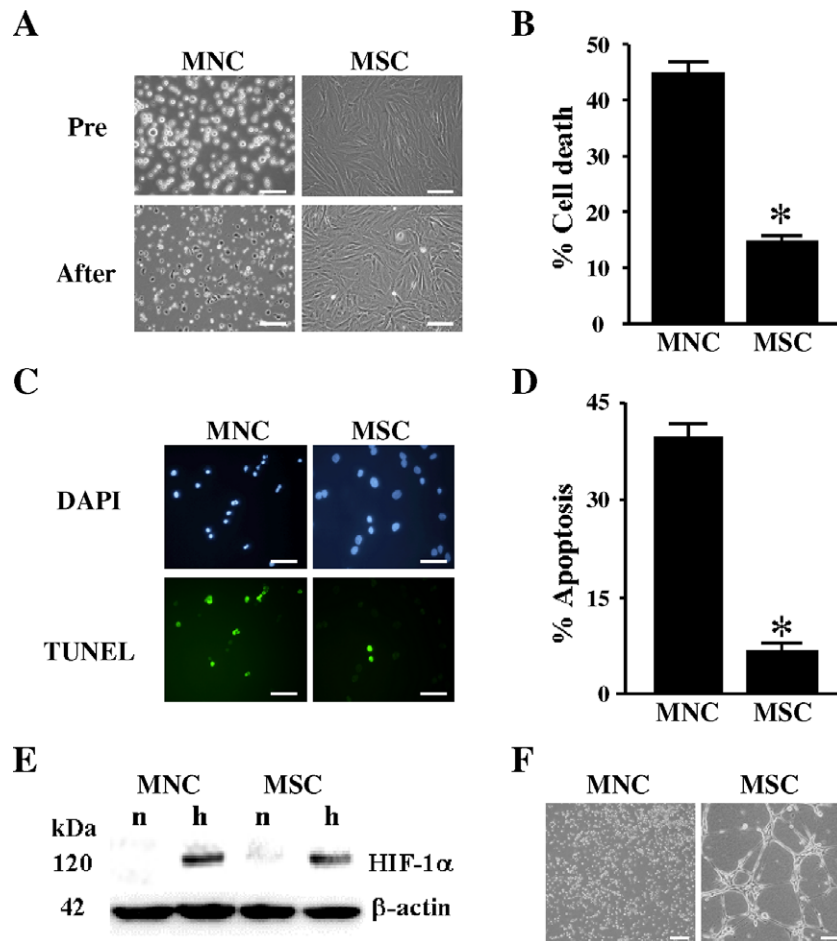 A
MNC MSC
Pre
After
B
% Cell death
50
40
30
20
10
0
*
MNC MSC
C
MNC MSC
DAPI
TUNEL
D
% Apoptosis
45
30
15
0
*
MNC MSC
E
MNC MSC
kDa n h n h
120 HIF-1α
42 β-actin
F
MNC MSC